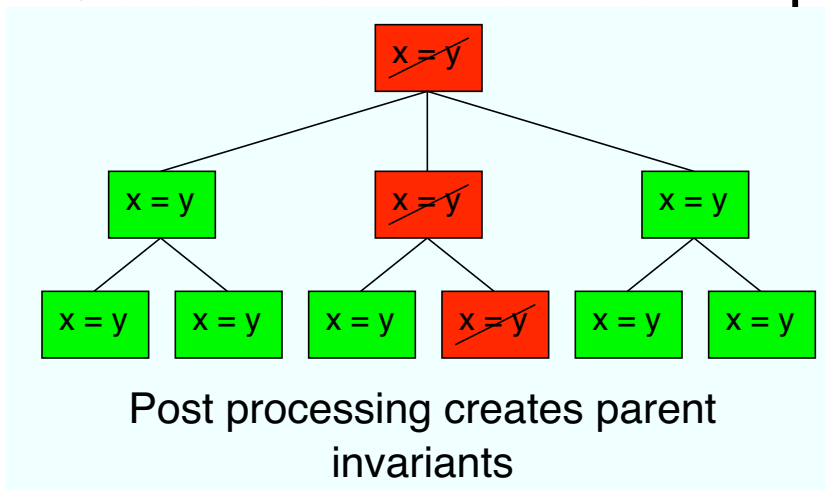 x = y
x = y x = y x = y
x = y x = y x = y x = y x = y x = y
Post processing creates parent
invariants